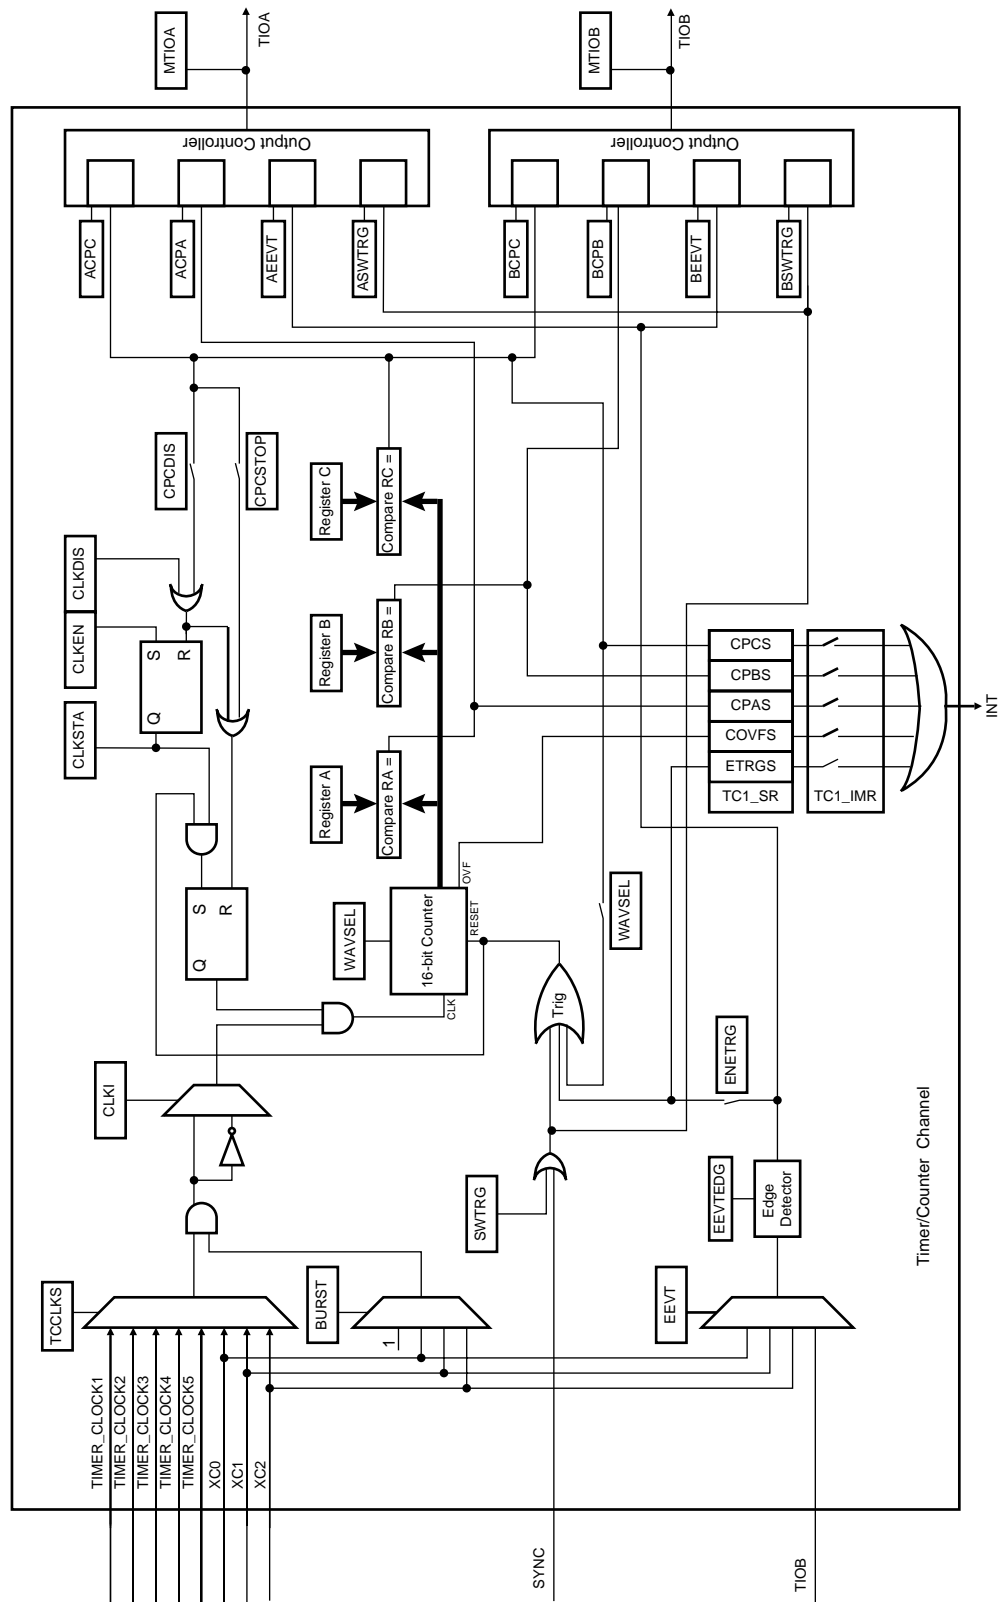 TCCLKS
TIMER_CLOCK1
TIMER_CLOCK2
TIMER_CLOCK3
TIMER_CLOCK4
TIMER_CLOCK5
XC0
XC1
XC2
CLKI
CLKSTA
CLKEN
CLKDIS
Q
S
R
Q
S
R
CPCDIS
CPCSTOP
ACPC
ACPA
AEEVT
ASWTRG
Output Controller
MTIOA
TIOA
BURST
1
WAVSEL
16-bit Counter
CLK
RESET
OVF
Register A
Register B
Register C
Compare RA =
Compare RB =
Compare RC =
SWTRG
SYNC
Trig
WAVSEL
BCPC
BCPB
BEEVT
BSWTRG
Output Controller
MTIOB
TIOB
EEVT
TIOB
EEVTEDG
Edge
Detector
ENETRG
CPCS
CPBS
CPAS
COVFS
ETRGS
TC1_SR
TC1_IMR
INT
Timer/Counter Channel